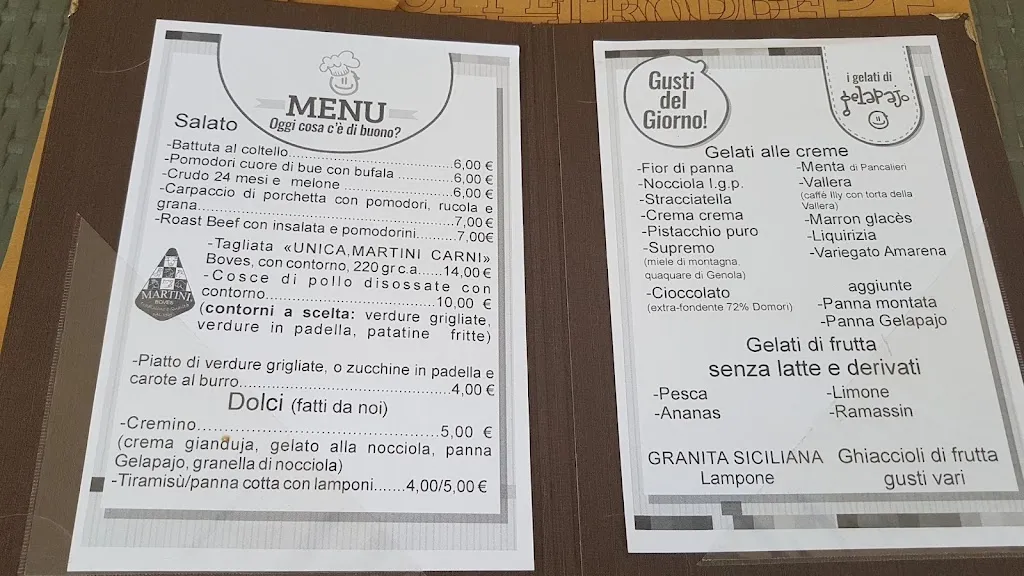 MENU
Oggi cosa c'è di buono?
Salato
-Battuta al coltello..................................6,00 €
-Pomodori cuore di bue con bufala ..........6,00 €
-Crudo 24 mesi e melone ......................6,00 €
-Carpaccio di porchetta con pomodori, rucola e
grana...................................................7,00 €
-Roast Beef con insalata e pomodorini.........7,00€
-Tagliata «UNICA,MARTINI CARNI»
Boves, con contorno, 220 gr c.a.....14,00 €
-Cosce di pollo disossate con
contorno..................................10.00 €
(contorni a scelta: verdure grigliate,
verdure in padella, patatine fritte)
MARTINI
BOVES
-Piatto di verdure grigliate, o zucchine in padella e
carote al burro.........................................4,00 €
Dolci (fatti da noi)
-Cremino..............................................5,00 €
(crema gianduja, gelato alla nocciola, panna
Gelapajo, granella di nocciola)
-Tiramisù/panna cotta con lamponi.......4,00/5,00 €
Gusti
del
Giorno!
i gelati di
gelapajo
Gelati alle creme
-Fior di panna
-Nocciola I.g.p.
-Stracciatella
-Crema crema
-Pistacchio puro
-Supremo
(miele di montagna,
quaquare di Genola)
-Cioccolato
(extra-fondente 72% Domori)
-Menta di Pancalieri
-Vallera
(caffé Illy con torta della
Vallera)
-Marron glacès
-Liquirizia
-Variegato Amarena
aggiunte
-Panna montata
-Panna Gelapajo
Gelati di frutta
senza latte e derivati
-Pesca
-Ananas
-Limone
-Ramassin
GRANITA SICILIANA
Lampone
Ghiaccioli di frutta
gusti vari